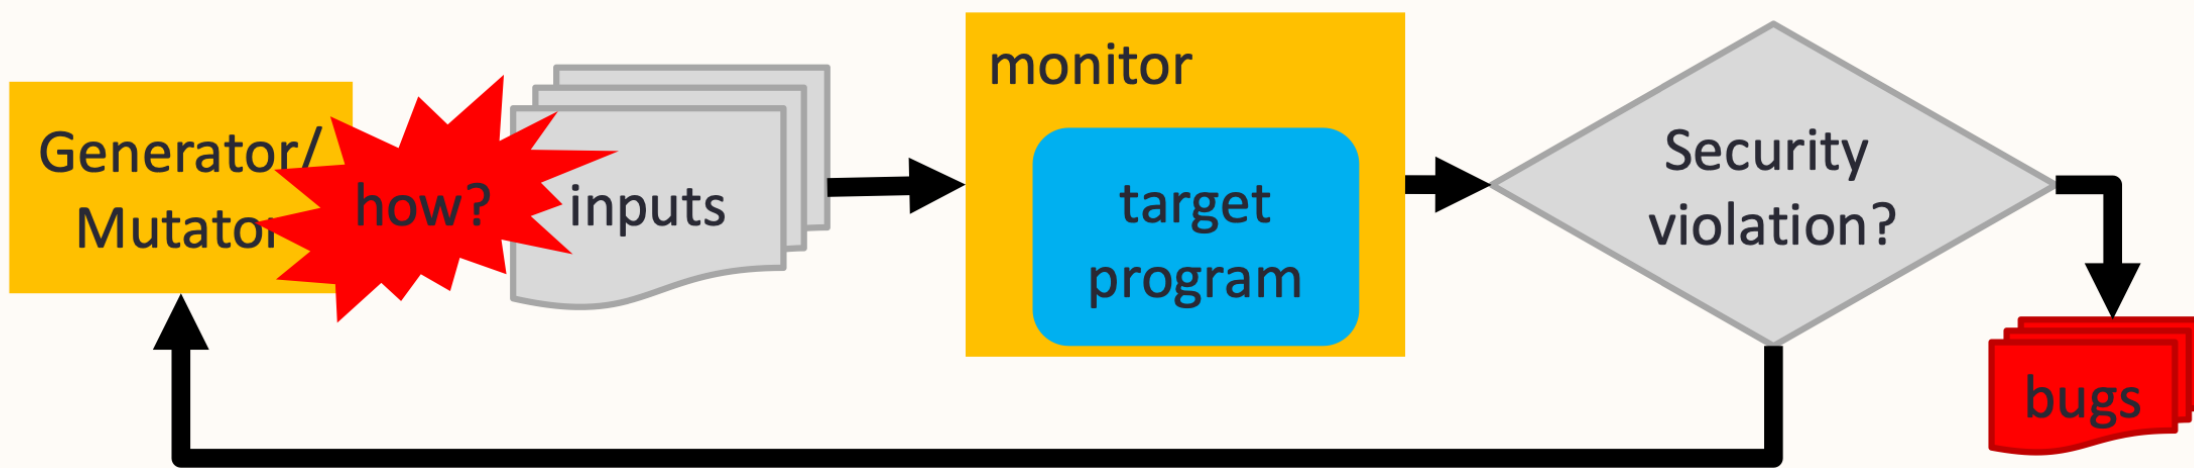 Generator/
Mutator
how?
inputs
monitor
target
program
Security
violation?
bugs